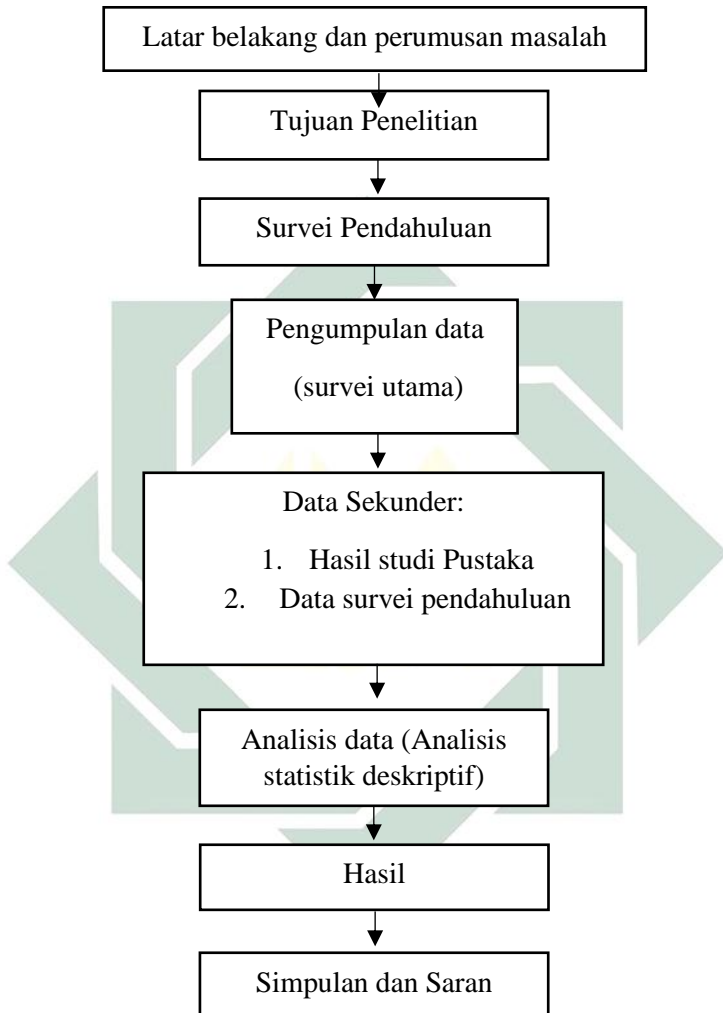 Latar belakang dan perumusan masalah
Tujuan Penelitian
Survei Pendahuluan
Pengumpulan data
(survei utama)
Data Sekunder:
1. Hasil studi Pustaka
2. Data survei pendahuluan
Analisis data (Analisis
statistik deskriptif)
Hasil
Simpulan dan Saran